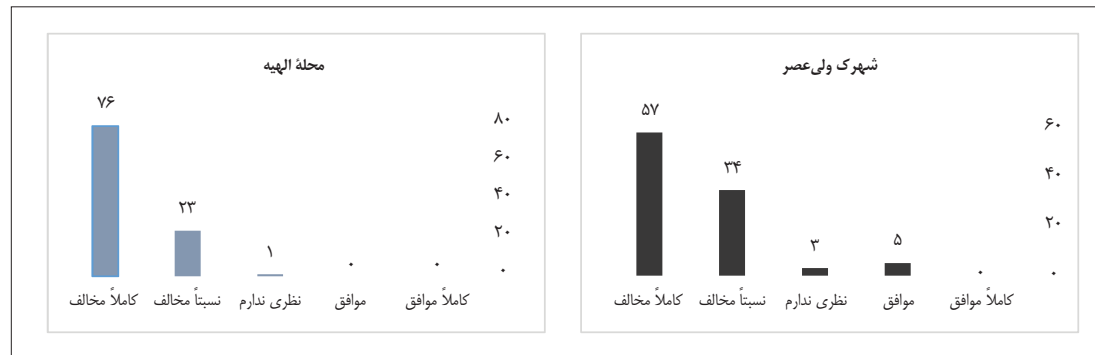 شهرک ولی‌عصر
۶۰
۴۰
۲۰
۰
۰
۵
۳
۳۴
۵۷
کاملاً موافق
موافق
نظری ندارم
نسبتاً مخالف
کاملاً مخالف
محلهٔ الهیه
۸۰
۶۰
۴۰
۲۰
۰
۰
۰
۱
۲۳
۷۶
کاملاً موافق
موافق
نظری ندارم
نسبتاً مخالف
کاملاً مخالف